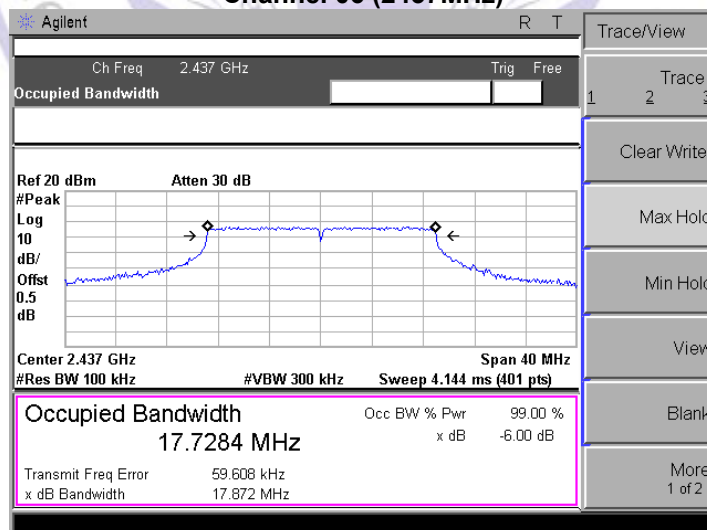 Agilent R T
Trace/View
Ch Freq 2.437 GHz Trig Free
Occupied Bandwidth
Trace
1 2 3
Clear Write
Ref 20 dBm Atten 30 dB
#Peak
Log
10
dB/
Offst
0.5
dB
Max Hold
Min Hold
View
Center 2.437 GHz Span 40 MHz
#Res BW 100 kHz #VBW 300 kHz Sweep 4.144 ms (401 pts)
Occupied Bandwidth Occ BW % Pwr 99.00 %
17.7284 MHz x dB -6.00 dB
Blank
Transmit Freq Error 59.608 kHz
x dB Bandwidth 17.872 MHz
More
1 of 2